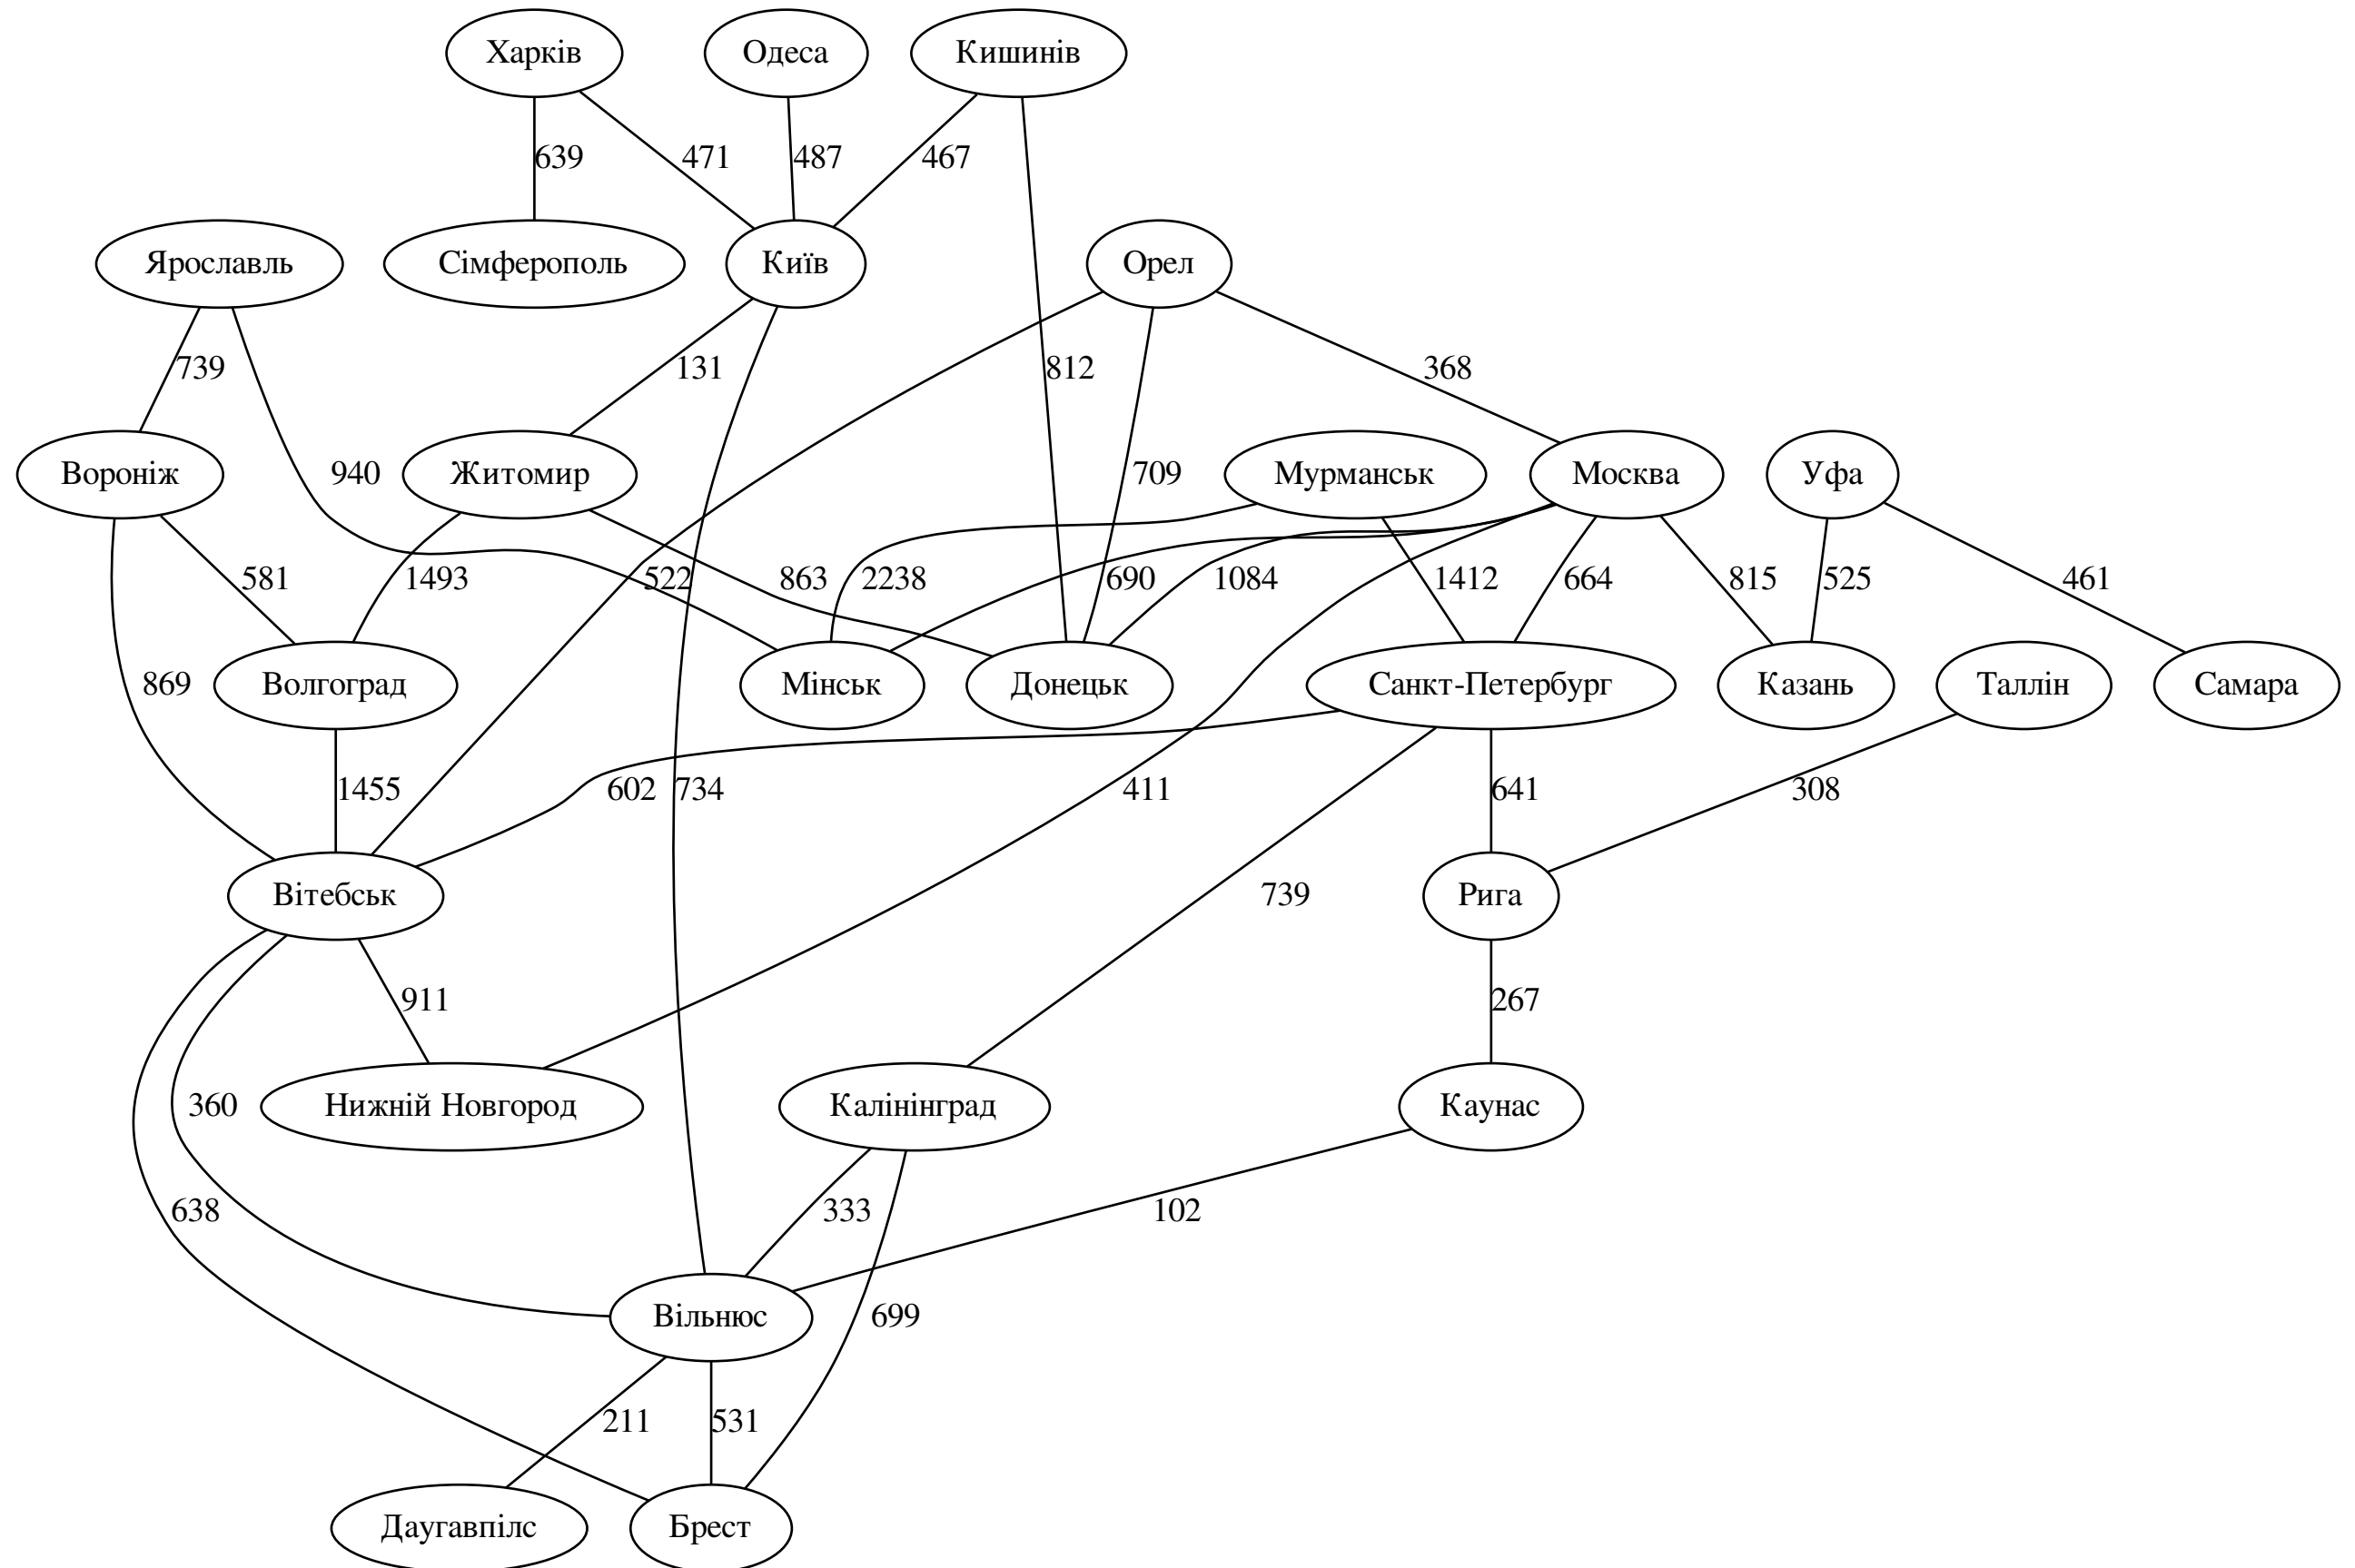 Харків Одеса Кишинів
639 471 487 467
Ярославль Сімферополь Київ Орел
739 131 812 368
Вороніж 940 Житомир 709 Мурманськ Москва Уфа
581 1493 522 863 2238 690 1084 1412 664 815 525 461
869 Волгоград Мінськ Донецьк Санкт-Петербург Казань Таллін Самара
1455 602 734 411 641 308
Вітебськ 739 Рига
911 267
360 Нижній Новгород Калінінград Каунас
638 333 102
Вільнюс 699
211 531
Даугавпілс Брест